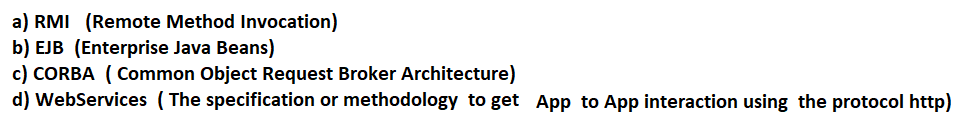 a) RMI (Remote Method Invocation)
b) EJB (Enterprise Java Beans)
c) CORBA ( Common Object Request Broker Architecture)
d) WebServices ( The specification or methodology to get App to App interaction using the protocol http)